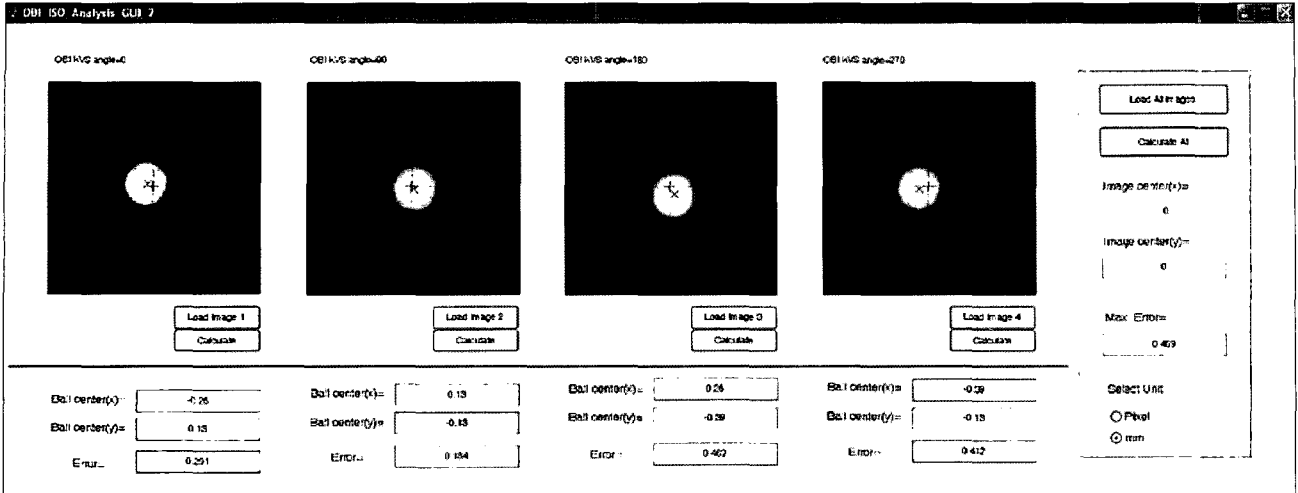 OBI ISO Analysis GUI 2
OBI kVS angle=0
OBI kVS angle=90
OBI kVS angle=180
OBI kVS angle=270
Load Image 1
Calculate
Load Image 2
Calculate
Load Image 3
Calculate
Load Image 4
Calculate
Ball center(x)= -0.26
Ball center(y)= 0.13
Error= 0.291
Ball center(x)= 0.13
Ball center(y)= -0.13
Error= 0.184
Ball center(x)= 0.26
Ball center(y)= -0.39
Error=
Ball center(x)= -0.39
Ball center(y)= -0.13
Error= 0.412
Load All Images
Calculate All
Image center(x)=
0
Image center(y)=
0
Max Error=
0.469
Select Unit
Pixel
mm